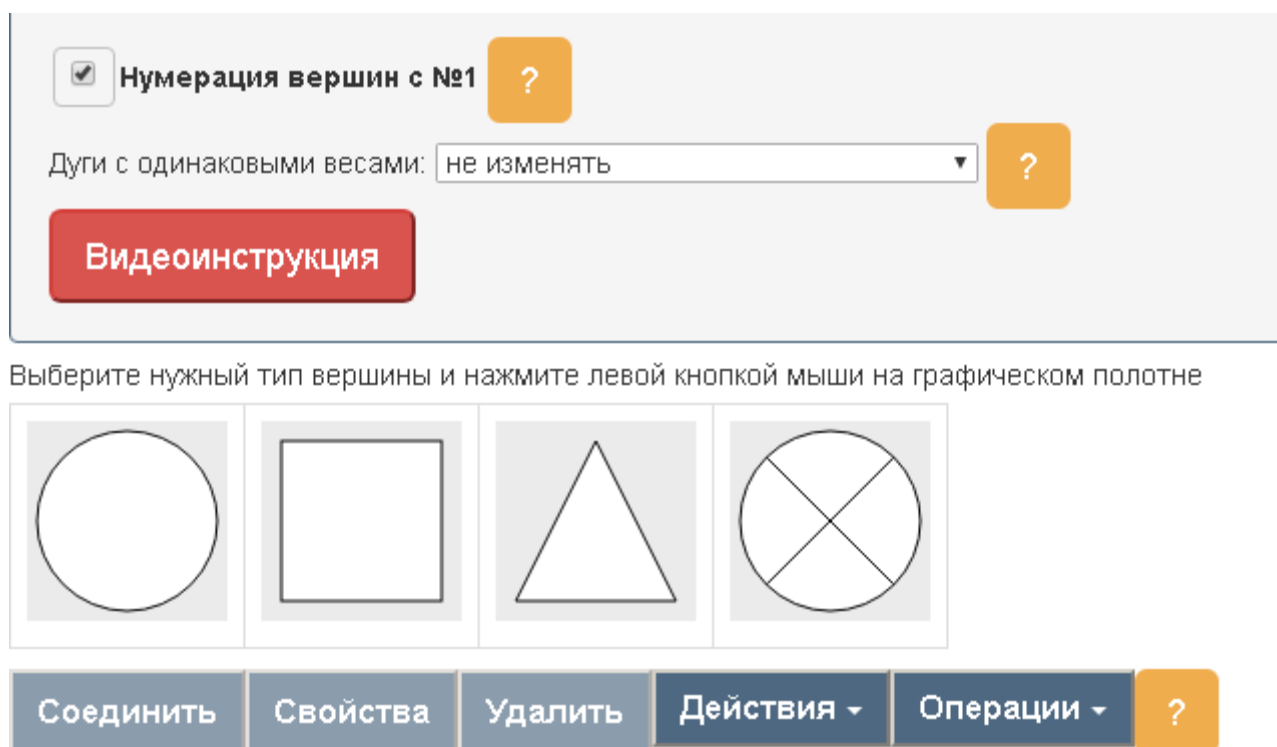 Нумерация вершин с №1 ?
Дуги с одинаковыми весами: не изменять ?
Видеоинструкция
Выберите нужный тип вершины и нажмите левой кнопкой мыши на графическом полотне
Соединить Свойства Удалить Действия Операции ?